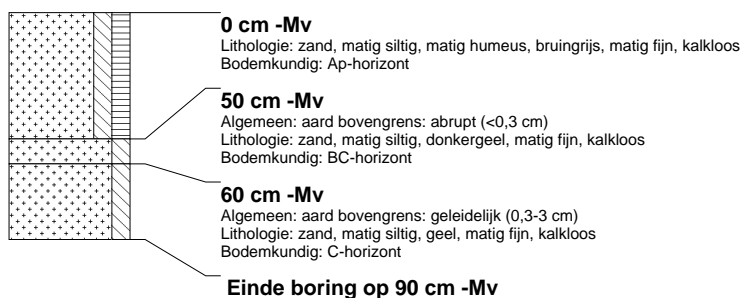 0 cm -Mv
Lithologie: zand, matig siltig, matig humeus, bruingrijs, matig fijn, kalkloos
Bodemkundig: Ap-horizont
50 cm -Mv
Algemeen: aard bovengrens: abrupt (<0,3 cm)
Lithologie: zand, matig siltig, donkergeel, matig fijn, kalkloos
Bodemkundig: BC-horizont
60 cm -Mv
Algemeen: aard bovengrens: geleidelijk (0,3-3 cm)
Lithologie: zand, matig siltig, geel, matig fijn, kalkloos
Bodemkundig: C-horizont
Einde boring op 90 cm -Mv